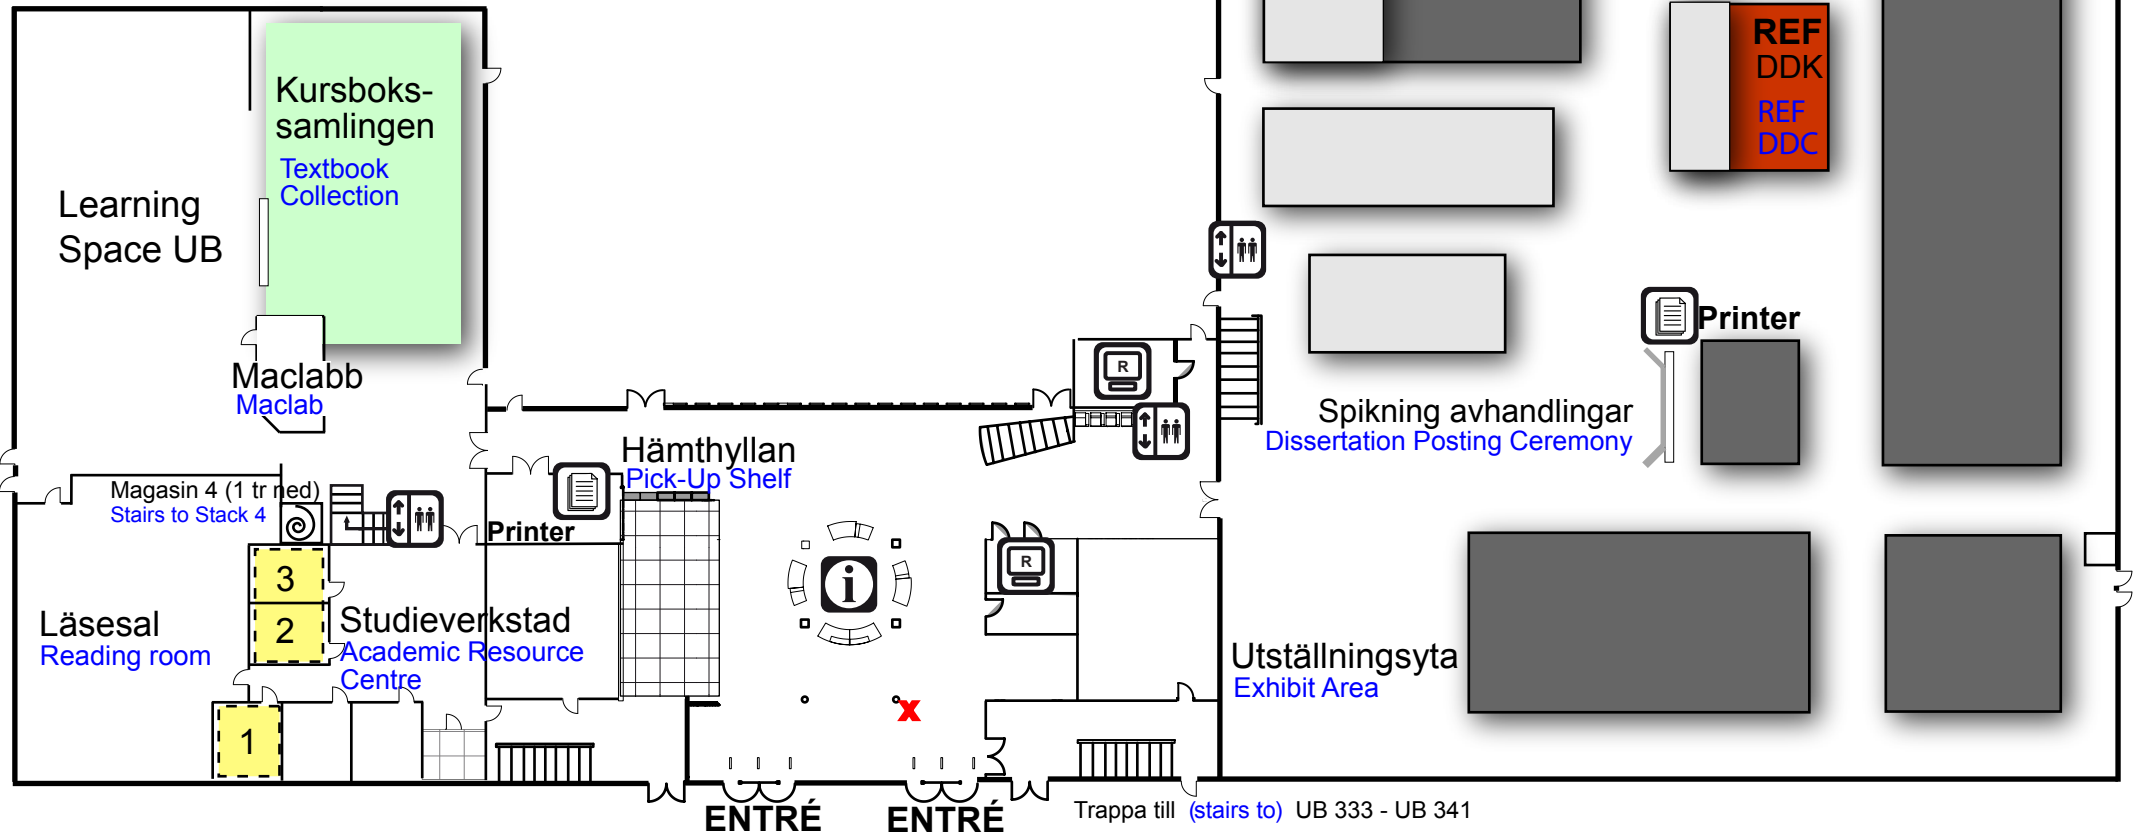 Kursboks-
samlingen
Textbook
Collection
Learning
Space UB
Maclabb
Maclab
REF
DDK
REF
DDC
Printer
R
Spikning avhandlingar
Dissertation Posting Ceremony
Hämthyllan
Pick-Up Shelf
Magasin 4 (1 tr ned)
Stairs to Stack 4
Printer
3
2
1
Läsesal
Reading room
Studieverkstad
Academic Resource
Centre
i
R
x
Utställningsyta
Exhibit Area
ENTRÉ
ENTRÉ
Trappa till (stairs to) UB 333 - UB 341